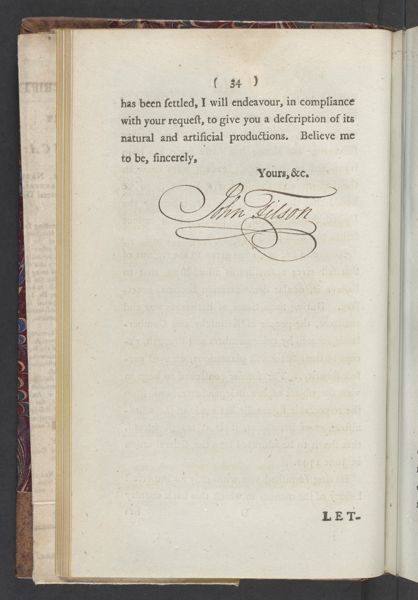 ( 34 )
has been ſettled, I will endeavour, in compliance
with your requeſt, to give you a deſcription of its
natural and artificial productions. Believe me
to be, ſincerely,
Yours, &c.
John Filson
LET-